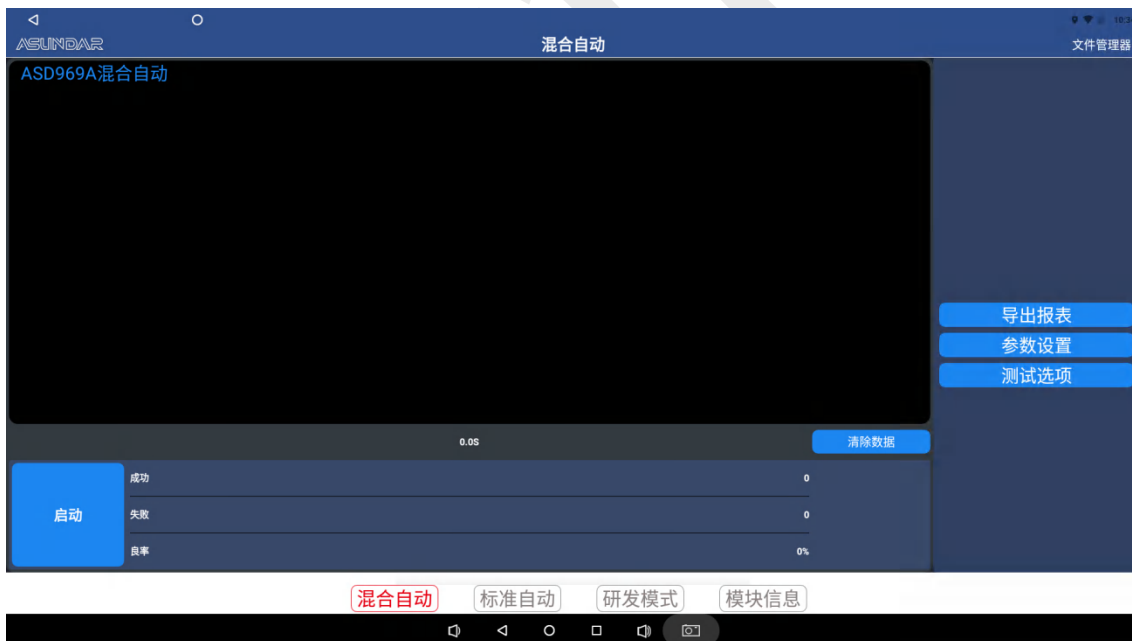 ASUNDAR
混合自动
文件管理器
ASD969A混合自动
导出报表
参数设置
测试选项
0.0S
清除数据
启动
成功 0
失败 0
良率 0%
混合自动 标准自动 研发模式 模块信息